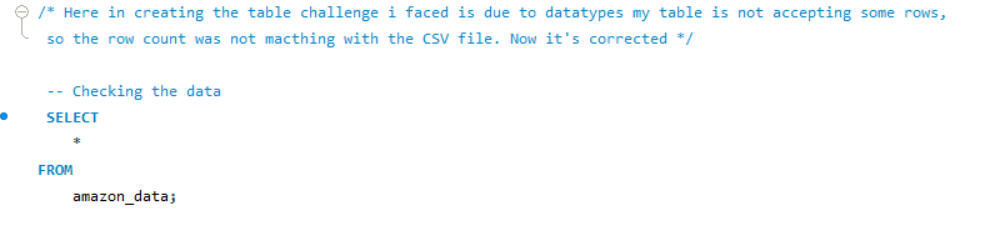 /* Here in creating the table challenge i faced is due to datatypes my table is not accepting some rows,
so the row count was not macthing with the CSV file. Now it's corrected */
-- Checking the data
SELECT
*
FROM
amazon_data;